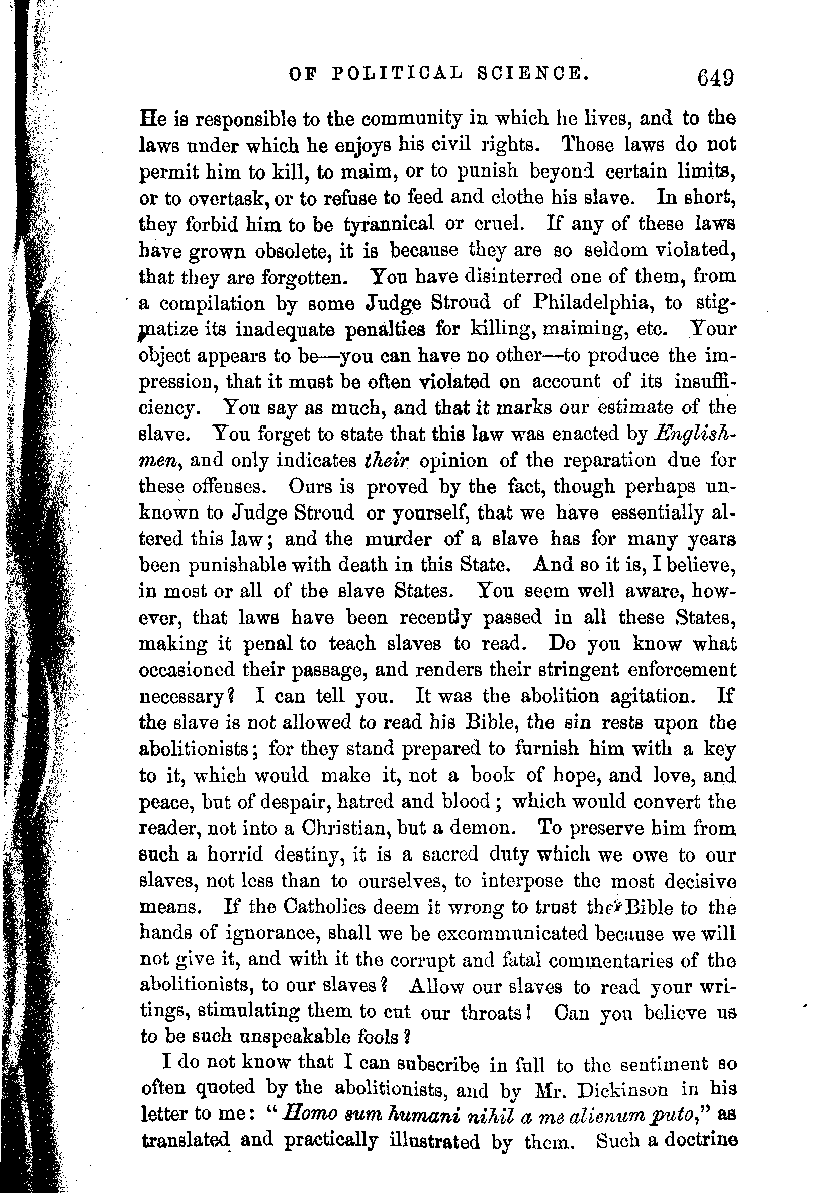 OF POLITICAL SCIENCE. 649
He is responsible to the community in which he lives, and to the
laws under which he enjoys his civil rights. Those laws do not
permit him to kill, to maim, or to punish beyond certain limits,
or to overtask, or to refuse to feed and clothe his slave. In short,
they forbid him to be tyrannical or cruel. If any of these laws
have grown obsolete, it is because they are so seldom violated,
that they are forgotten. You have disinterred one of them, from
a compilation by some Judge Stroud of Philadelphia, to stig-
matize its inadequate penalties for killing, maiming, etc. Your
object appears to be—you can have no other—to produce the im-
pression, that it must be often violated on account of its insuffi-
ciency. You say as much, and that it marks our estimate of the
slave. You forget to state that this law was enacted by English-
men, and only indicates their opinion of the reparation due for
these offenses. Ours is proved by the fact, though perhaps un-
known to Judge Stroud or yourself, that we have essentially al-
tered this law; and the murder of a slave has for many years
been punishable with death in this State. And so it is, I believe,
in most or all of the slave States. You seem well aware, how-
ever, that laws have been recently passed in all these States,
making it penal to teach slaves to read. Do you know what
occasioned their passage, and renders their stringent enforcement
necessary? I can tell you. It was the abolition agitation. If
the slave is not allowed to read his Bible, the sin rests upon the
abolitionists; for they stand prepared to furnish him with a key
to it, which would make it, not a book of hope, and love, and
peace, but of despair, hatred and blood; which would convert the
reader, not into a Christian, but a demon. To preserve him from
such a horrid destiny, it is a sacred duty which we owe to our
slaves, not less than to ourselves, to interpose the most decisive
means. If the Catholics deem it wrong to trust the Bible to the
hands of ignorance, shall we be excommunicated because we will
not give it, and with it the corrupt and fatal commentaries of the
abolitionists, to our slaves? Allow our slaves to read your wri-
tings, stimulating them to cut our throats! Can you believe us
to be such unspeakable fools?
I do not know that I can subscribe in full to the sentiment so
often quoted by the abolitionists, and by Mr. Dickinson in his
letter to me: "Homo sum humani nihil a me alienum puto," as
translated and practically illustrated by them. Such a doctrine